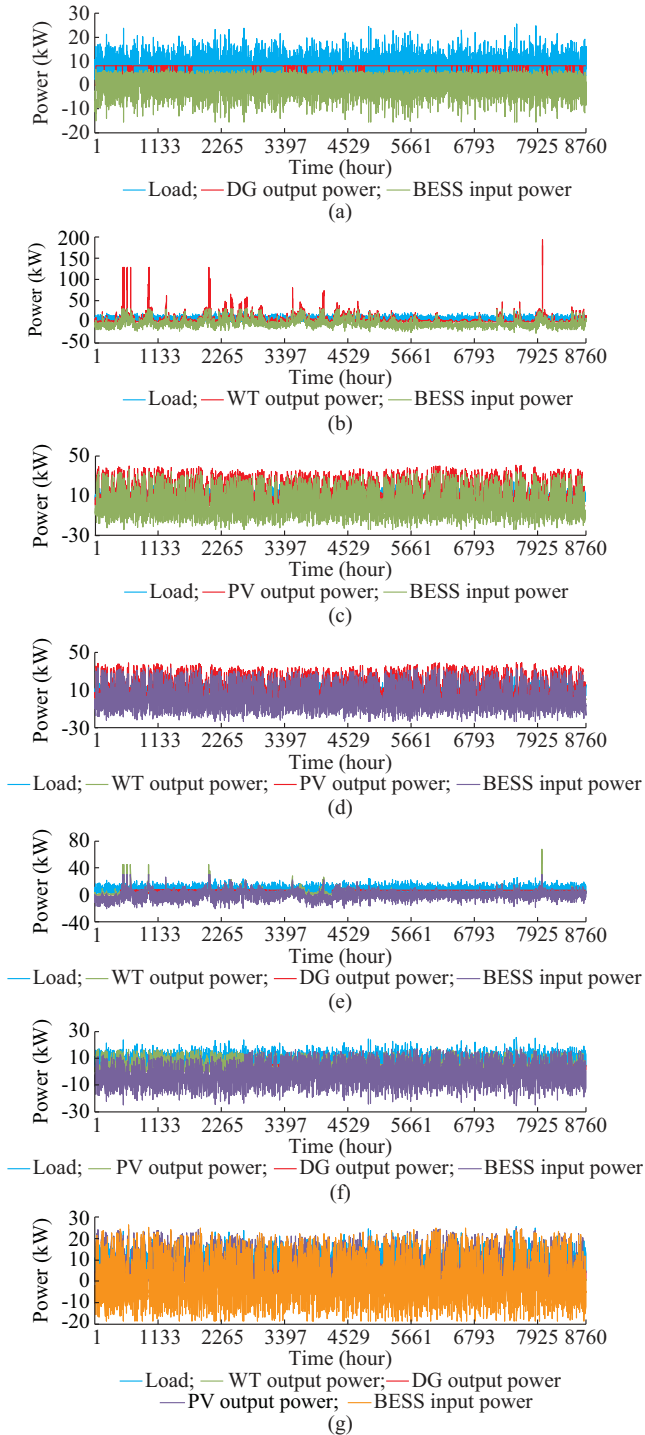 30
20
10
0
-10
20
Power (kW)
1 1133 2265 3397 4529 5661 6793 7925 8760
Time (hour)
Load; DG output power; BESS input power
(a)
200
150
100
50
0
-50
Power (kW)
1 1133 2265 3397 4529 5661 6793 7925 8760
Time (hour)
Load; WT output power; BESS input power
(b)
50
10
-30
Power (kW)
1 1133 2265 3397 4529 5661 6793 7925 8760
Time (hour)
Load; PV output power; BESS input power
(c)
50
10
-30
Power (kW)
1 1133 2265 3397 4529 5661 6793 7925 8760
Time (hour)
Load; WT output power; PV output power; BESS input power
(d)
80
40
0
-40
Power (kW)
1 1133 2265 3397 4529 5661 6793 7925 8760
Time (hour)
Load; WT output power; DG output power; BESS input power
(e)
30
10
-10
-30
Power (kW)
1 1133 2265 3397 4529 5661 6793 7925 8760
Time (hour)
Load; PV output power; DG output power; BESS input power
(f)
30
20
10
0
-10
20
Power (kW)
1 1133 2265 3397 4529 5661 6793 7925 8760
Time (hour)
Load; WT output power; DG output power
PV output power; BESS input power
(g)